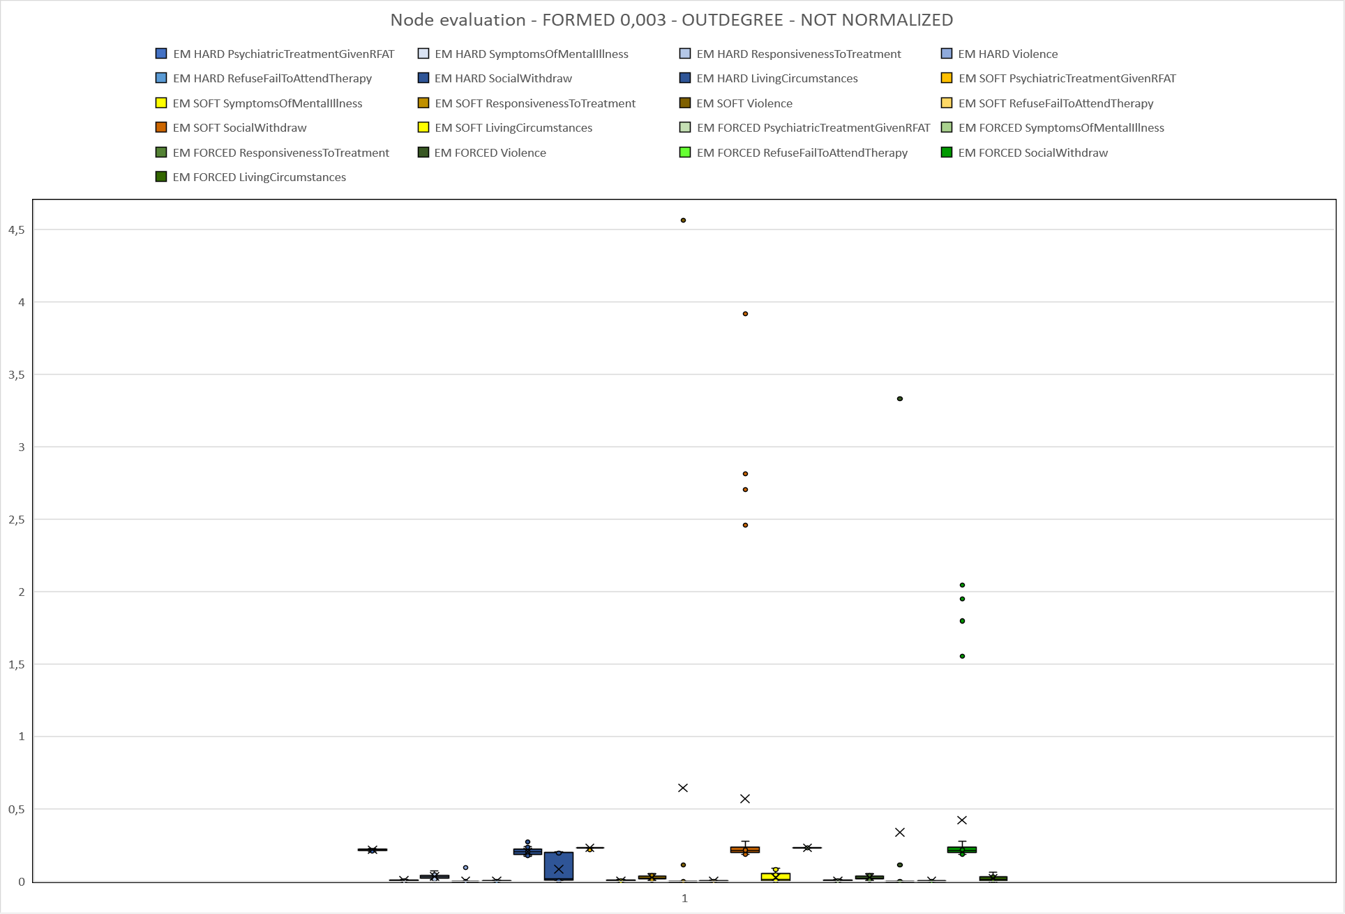 Node evaluation - FORMED 0,003 - OUTDEGREE - NOT NORMALIZED
EM HARD PsychiatricTreatmentGivenRFAT EM HARD SymptomsOfMentalIllness EM HARD ResponsivenessToTreatment EM HARD Violence
EM HARD RefuseFailToAttendTherapy EM HARD SocialWithdraw EM HARD LivingCircumstances EM SOFT PsychiatricTreatmentGivenRFAT
EM SOFT SymptomsOfMentalIllness EM SOFT ResponsivenessToTreatment EM SOFT Violence EM SOFT RefuseFailToAttendTherapy
EM SOFT SocialWithdraw EM SOFT LivingCircumstances EM FORCED PsychiatricTreatmentGivenRFAT EM FORCED SymptomsOfMentalIllness
EM FORCED ResponsivenessToTreatment EM FORCED Violence EM FORCED RefuseFailToAttendTherapy EM FORCED SocialWithdraw
EM FORCED LivingCircumstances
4,5
4
3,5
3
2,5
2
1,5
1
0,5
0
1